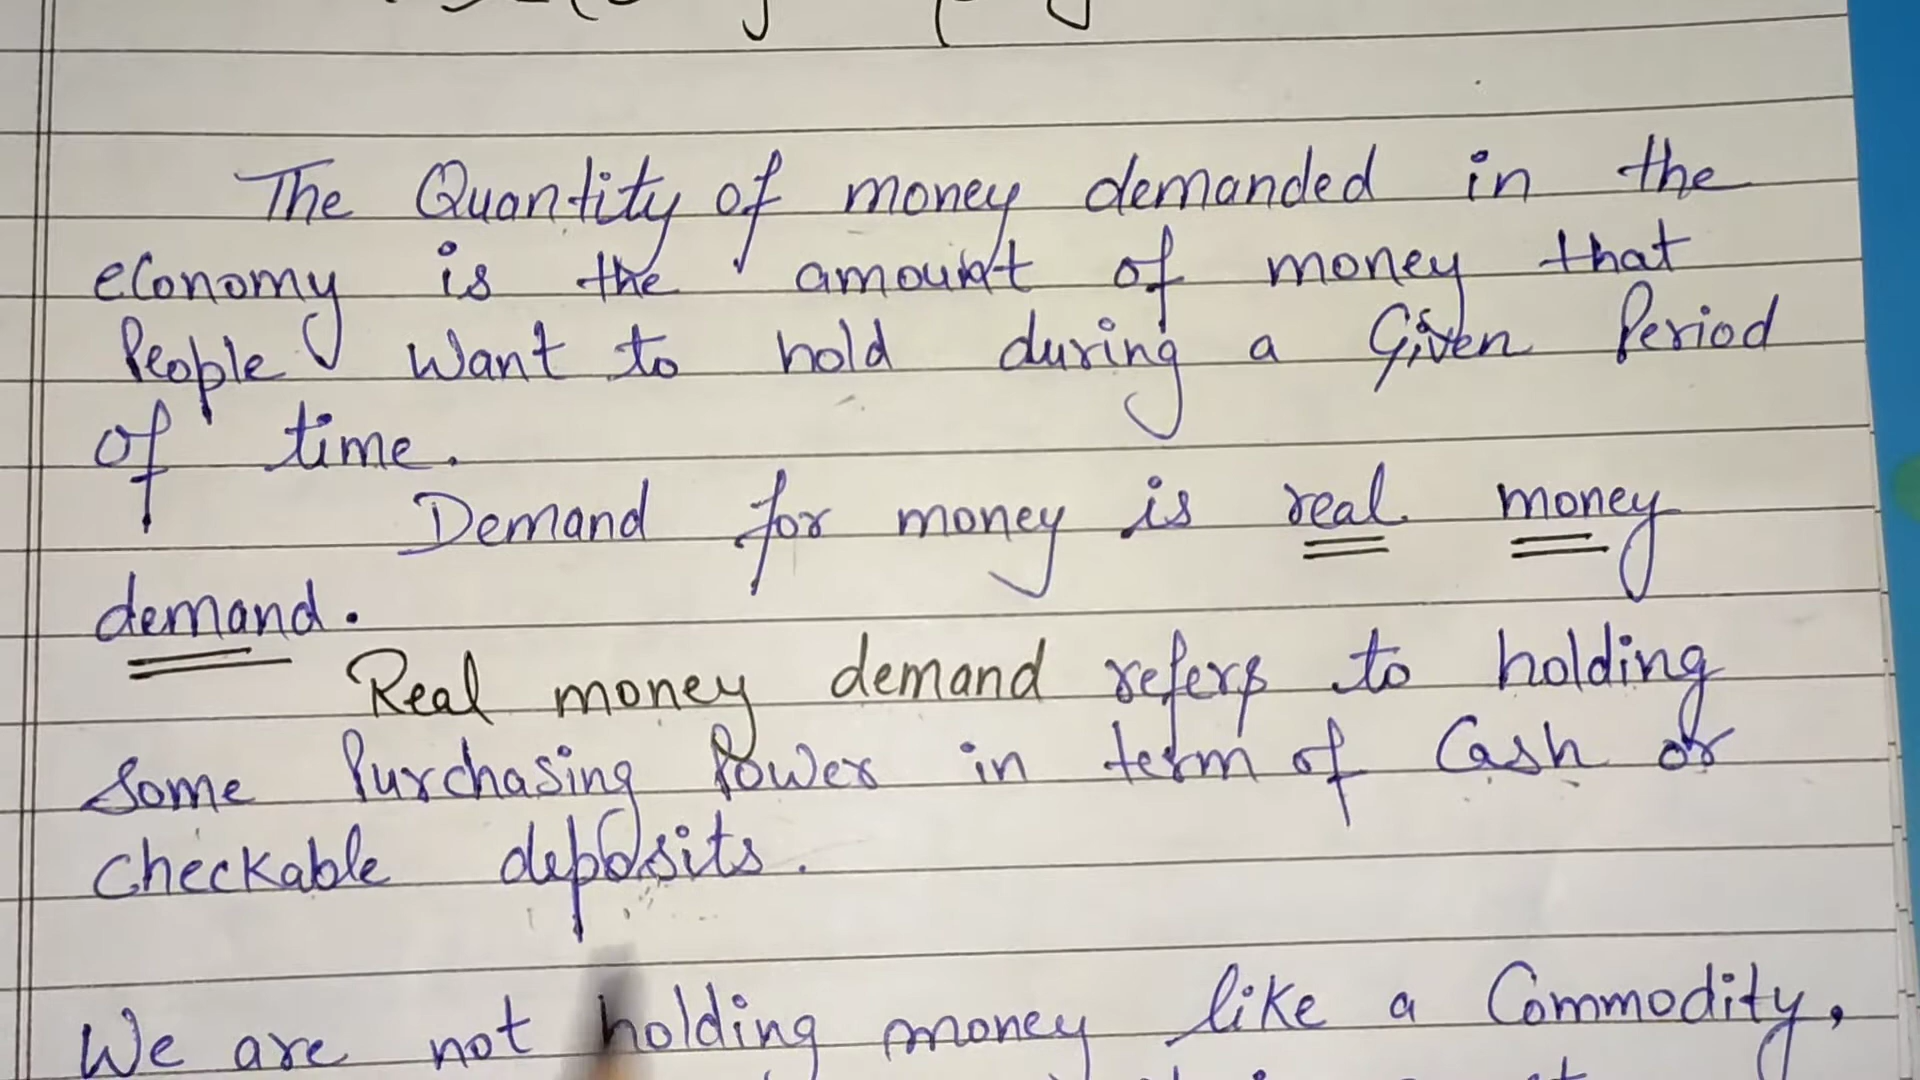 The Quantity of money demanded in the
economy is the amount of money that
People want to hold during a Given Period
of time.
Demand for money is real money
demand.
Real money demand refers to holding
Some Purchasing Power in term of Cash or
checkable deposits.
We are not holding money like a Commodity,